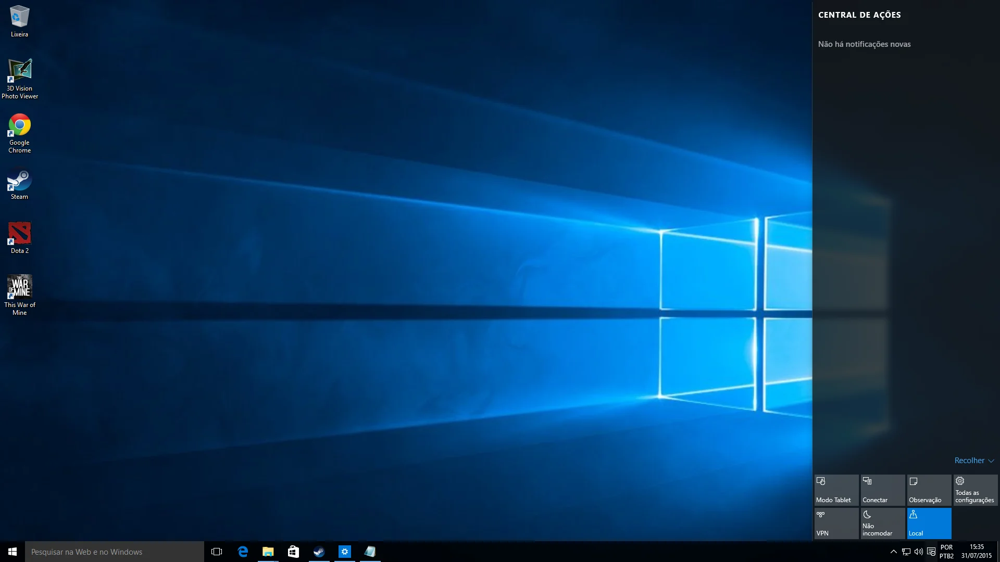 Lixeira
3D Vision
Photo Viewer
Google
Chrome
Steam
Dota 2
THIS
WAR
OF MINE
This War of
Mine
CENTRAL DE AÇÕES
Não há notificações novas
Recolher
Modo Tablet
Conectar
Observação
Todas as
configurações
VPN
Não
incomodar
Local
Pesquisar na Web e no Windows
POR
PTB2
15:35
31/07/2015